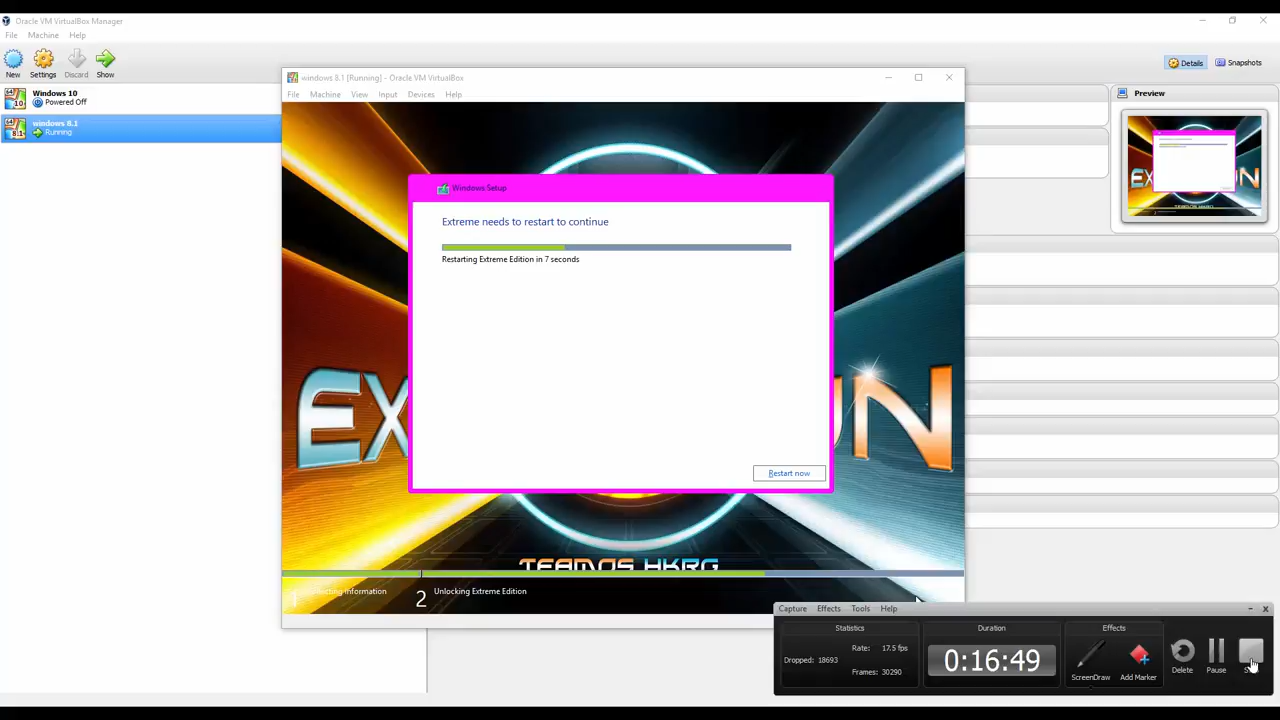 Oracle VM VirtualBox Manager
File Machine Help
New Settings Discard Show
Details Snapshots
Windows 10
Powered Off
windows 8.1
Running
Preview
windows 8.1 [Running] - Oracle VM VirtualBox
File Machine View Input Devices Help
Windows Setup
Extreme needs to restart to continue
Restarting Extreme Edition in 7 seconds
Restart now
TEAMOS HKRG
Information
2 Unlocking Extreme Edition
Capture Effects Tools Help
Statistics
Dropped: 18693
Rate: 17.5 fps
Frames: 30290
Duration
0:16:49
Effects
ScreenDraw Add Marker
Delete Pause